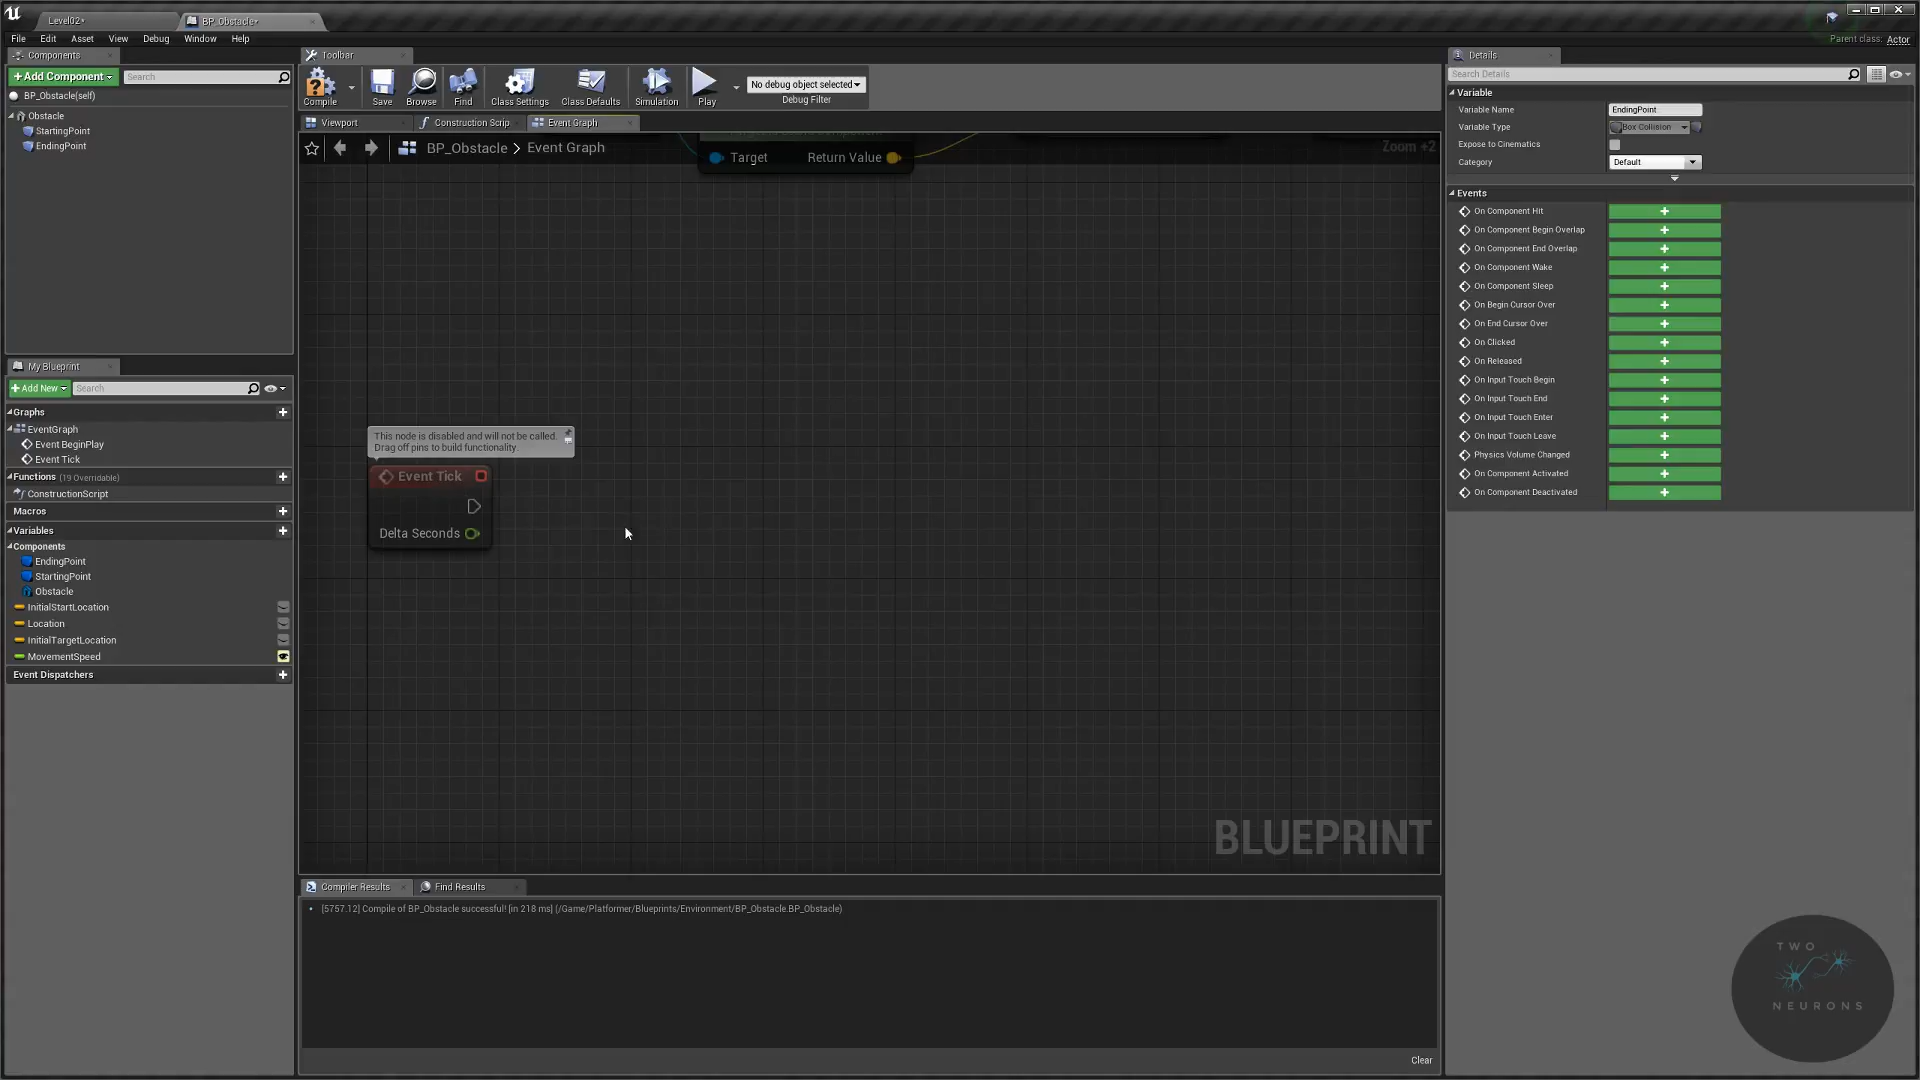 Level02*
BP_Obstacle*
File Edit Asset View Debug Window Help
Parent class: Actor
Components
+Add Component
Search
BP_Obstacle(self)
Obstacle
StartingPoint
EndingPoint
My Blueprint
+Add New
Search
Graphs
EventGraph
Event BeginPlay
Event Tick
Functions (19 Overridable)
ConstructionScript
Macros
Variables
Components
EndingPoint
StartingPoint
Obstacle
InitialStartLocation
Location
InitialTargetLocation
MovementSpeed
Event Dispatchers
Toolbar
Compile
Save
Browse
Find
Class Settings
Class Defaults
Simulation
Play
No debug object selected
Debug Filter
Viewport
Construction Scrip
Event Graph
BP_Obstacle > Event Graph
Zoom +2
Target
Return Value
This node is disabled and will not be called.
Drag off pins to build functionality.
Event Tick
Delta Seconds
BLUEPRINT
Compiler Results
Find Results
[5757.12] Compile of BP_Obstacle successful! [in 218 ms] (/Game/Platformer/Blueprints/Environment/BP_Obstacle.BP_Obstacle)
Clear
Details
Search Details
Variable
Variable Name
EndingPoint
Variable Type
Box Collision
Expose to Cinematics
Category
Default
Events
On Component Hit
On Component Begin Overlap
On Component End Overlap
On Component Wake
On Component Sleep
On Begin Cursor Over
On End Cursor Over
On Clicked
On Released
On Input Touch Begin
On Input Touch End
On Input Touch Enter
On Input Touch Leave
Physics Volume Changed
On Component Activated
On Component Deactivated
TWO
NEURONS